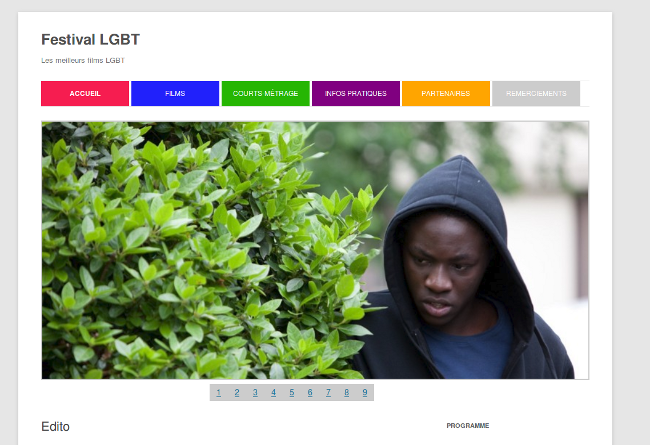 Festival LGBT
Les meilleurs films LGBT
ACCUEIL FILMS COURTS MÉTRAGE INFOS PRATIQUES PARTENAIRES REMERCIEMENTS
1 2 3 4 5 6 7 8 9
Edito PROGRAMME